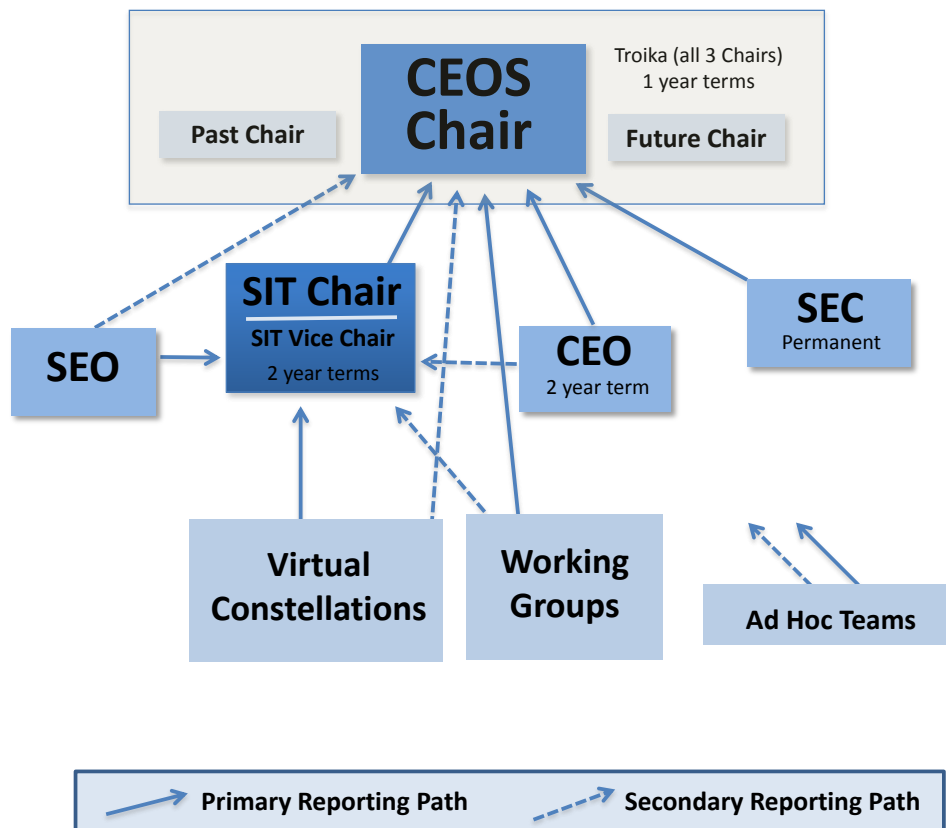 CEOS
Chair
Troika (all 3 Chairs)
1 year terms
Past Chair
Future Chair
SIT Chair
SIT Vice Chair
2 year terms
SEO
CEO
2 year term
SEC
Permanent
Virtual
Constellations
Working
Groups
Ad Hoc Teams
Primary Reporting Path
Secondary Reporting Path